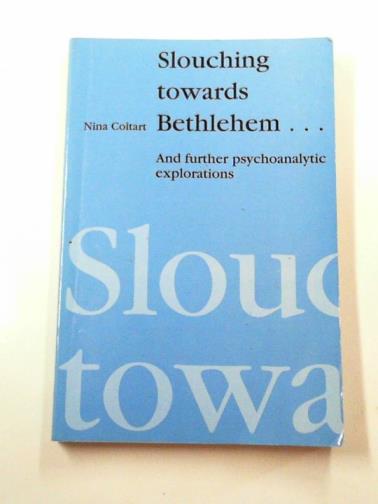 Slouching
towards
Nina Coltart Bethlehem . . .
And further psychoanalytic
explorations
Slouc
towa